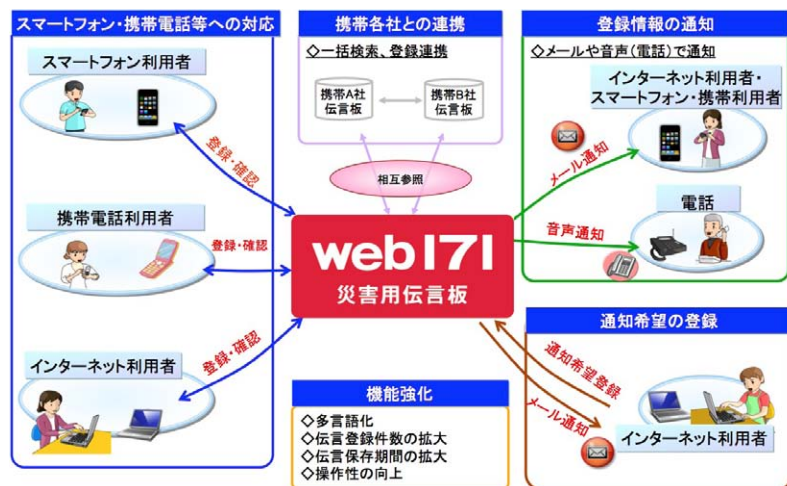 スマートフォン・携帯電話等への対応
スマートフォン利用者
登録・確認
携帯電話利用者
登録・確認
インターネット利用者
登録・確認
携帯各社との連携
◇一括検索、登録連携
携帯A社
伝言板
携帯B社
伝言板
相互参照
web171
災害用伝言板
機能強化
◇多言語化
◇伝言登録件数の拡大
◇伝言保存期間の拡大
◇操作性の向上
登録情報の通知
◇メールや音声(電話)で通知
インターネット利用者・
スマートフォン・携帯利用者
メール通知
電話
音声通知
通知希望の登録
通知希望登録
メール通知
インターネット利用者